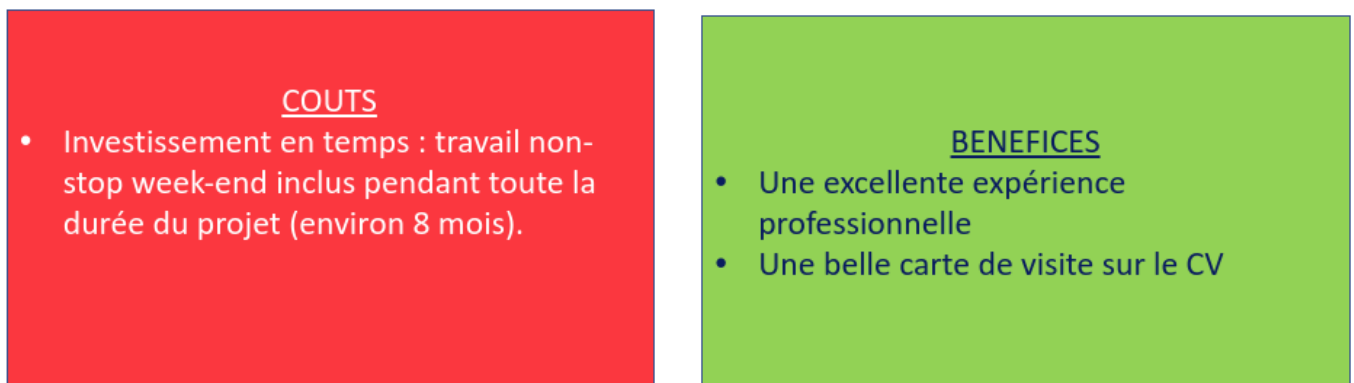 COUTS
• Investissement en temps : travail non-
stop week-end inclus pendant toute la
durée du projet (environ 8 mois).
BENEFICES
• Une excellente expérience
professionnelle
• Une belle carte de visite sur le CV